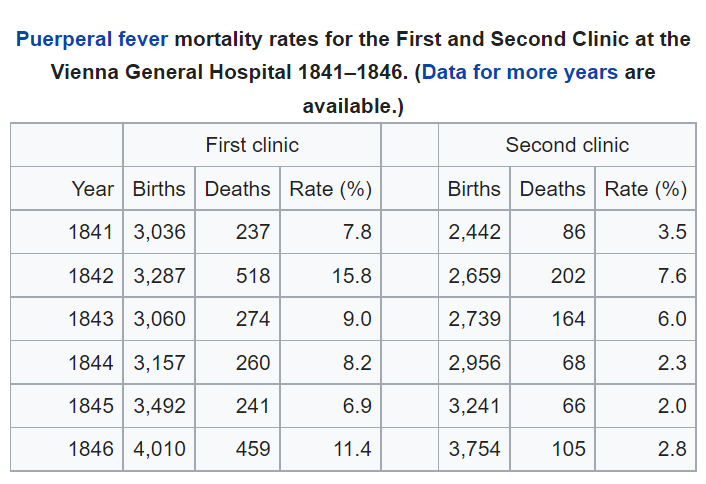 Puerperal fever mortality rates for the First and Second Clinic at the
Vienna General Hospital 1841–1846. (Data for more years are
available.)
First clinic Second clinic
Year Births Deaths Rate (%) Births Deaths Rate (%)
1841 3,036 237 7.8 2,442 86 3.5
1842 3,287 518 15.8 2,659 202 7.6
1843 3,060 274 9.0 2,739 164 6.0
1844 3,157 260 8.2 2,956 68 2.3
1845 3,492 241 6.9 3,241 66 2.0
1846 4,010 459 11.4 3,754 105 2.8